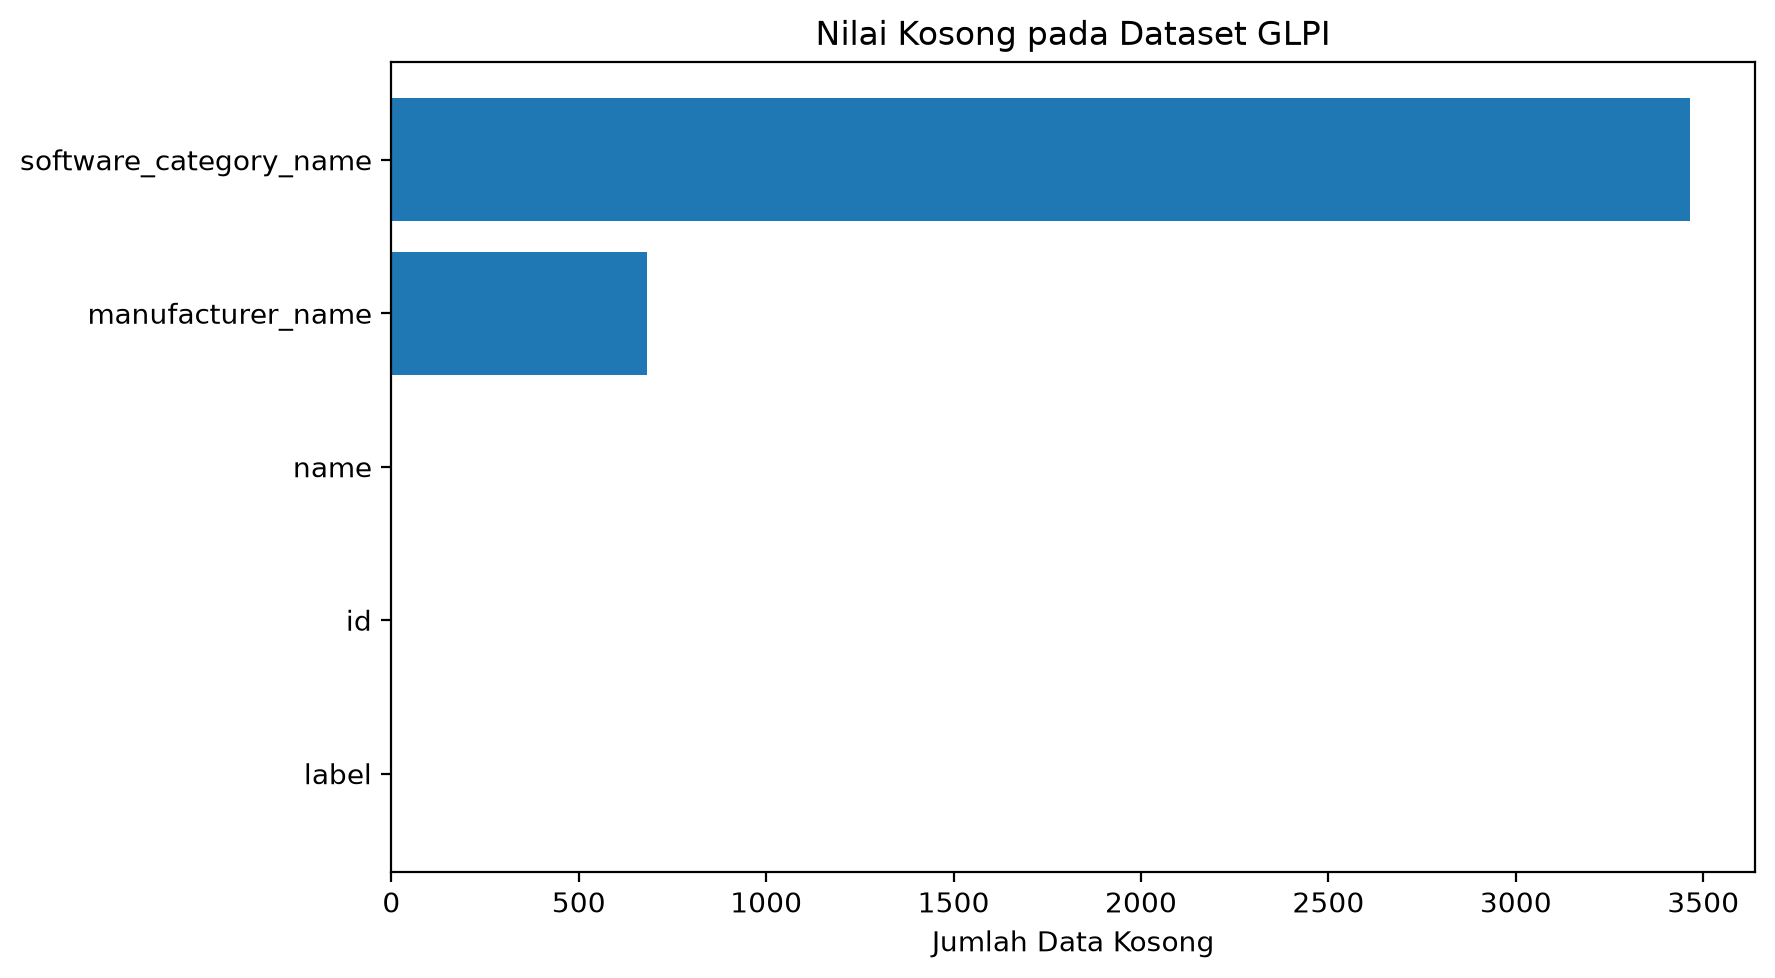 Nilai Kosong pada Dataset GLPI
software_category_name
manufacturer_name
name
id
label
0 500 1000 1500 2000 2500 3000 3500
Jumlah Data Kosong